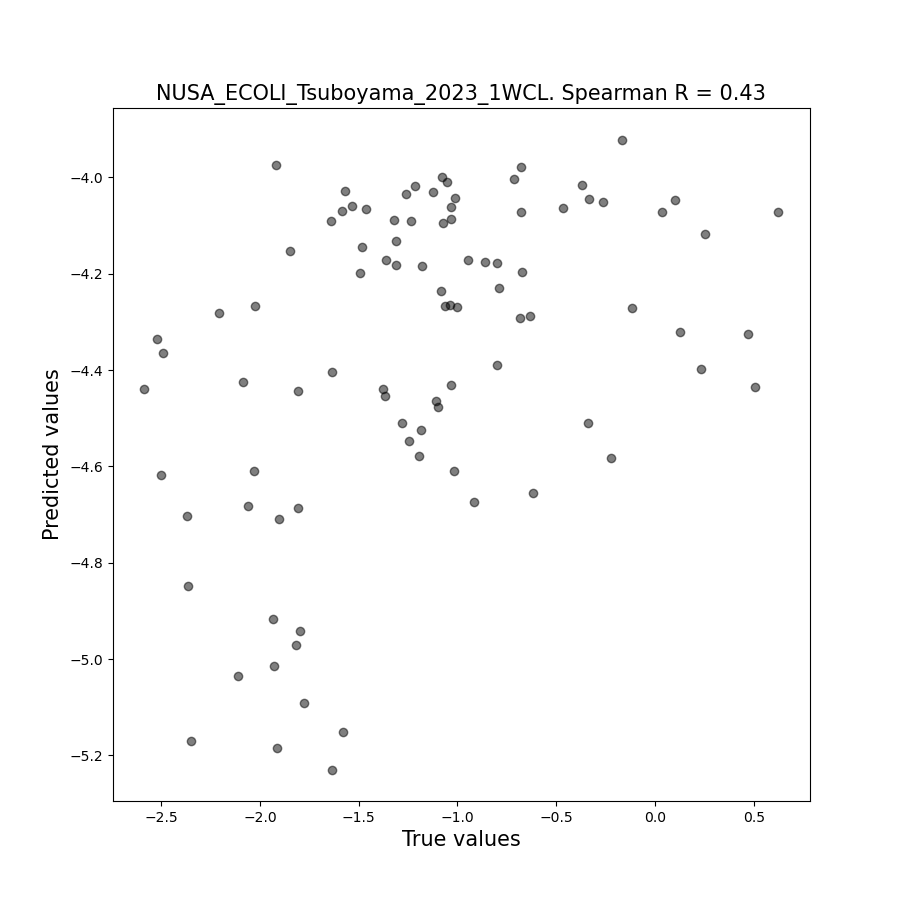 NUSA_ECOLI_Tsuboyama_2023_1WCL. Spearman R = 0.43
Predicted values
−4.0
−4.2
−4.4
−4.6
−4.8
−5.0
−5.2
−2.5 −2.0 −1.5 −1.0 −0.5 0.0 0.5
True values